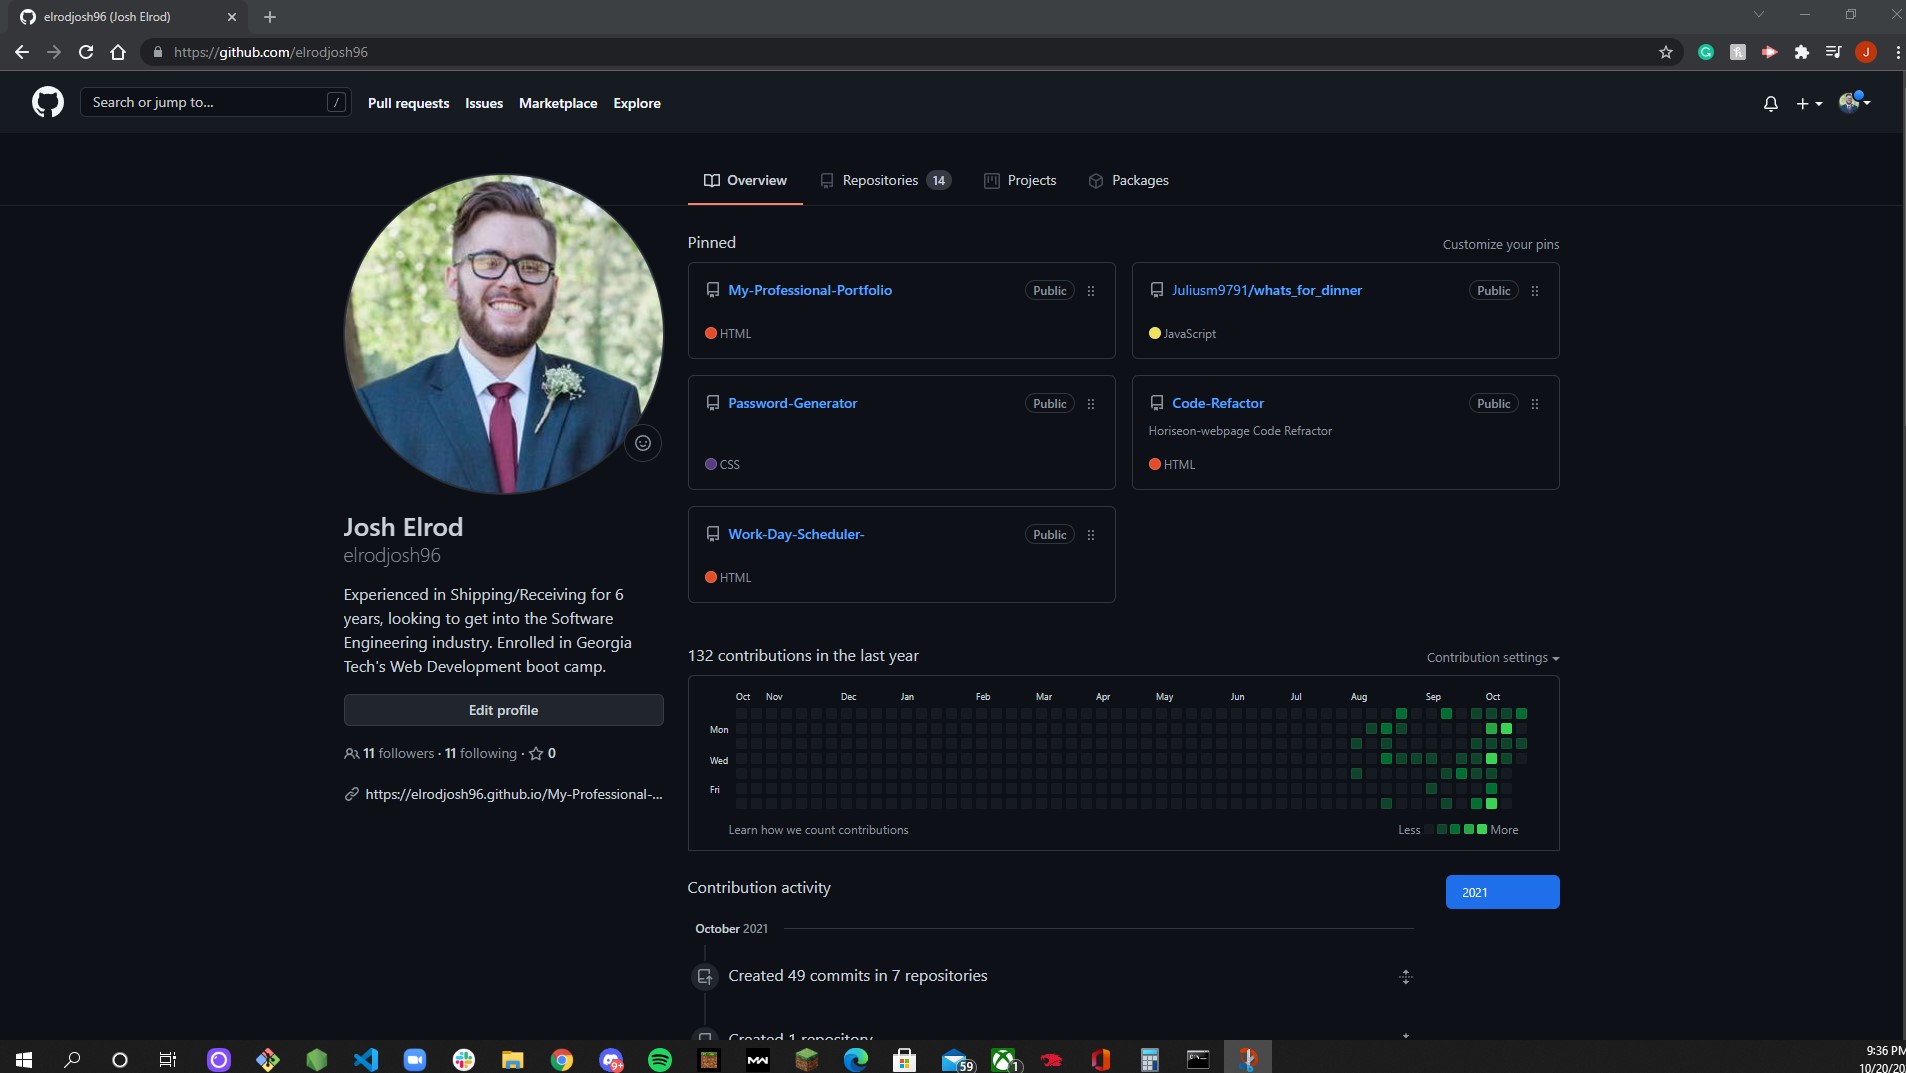 elrodjosh96 (Josh Elrod)
https://github.com/elrodjosh96
J
Search or jump to...
/
Pull requests
Issues
Marketplace
Explore
Overview
Repositories 14
Projects
Packages
Pinned
Customize your pins
My-Professional-Portfolio
Public
HTML
Juliusm9791/whats_for_dinner
Public
JavaScript
Password-Generator
Public
CSS
Code-Refactor
Public
Horiseon-webpage Code Refractor
HTML
Work-Day-Scheduler-
Public
HTML
Josh Elrod
elrodjosh96
Experienced in Shipping/Receiving for 6
years, looking to get into the Software
Engineering industry. Enrolled in Georgia
Tech's Web Development boot camp.
Edit profile
11 followers · 11 following · 0
https://elrodjosh96.github.io/My-Professional-...
132 contributions in the last year
Contribution settings
Oct Nov Dec Jan Feb Mar Apr May Jun Jul Aug Sep Oct
Mon
Wed
Fri
Learn how we count contributions
Less
More
Contribution activity
2021
October 2021
Created 49 commits in 7 repositories
Created 1 repository
9+
59
1
9:36 PM
10/20/20